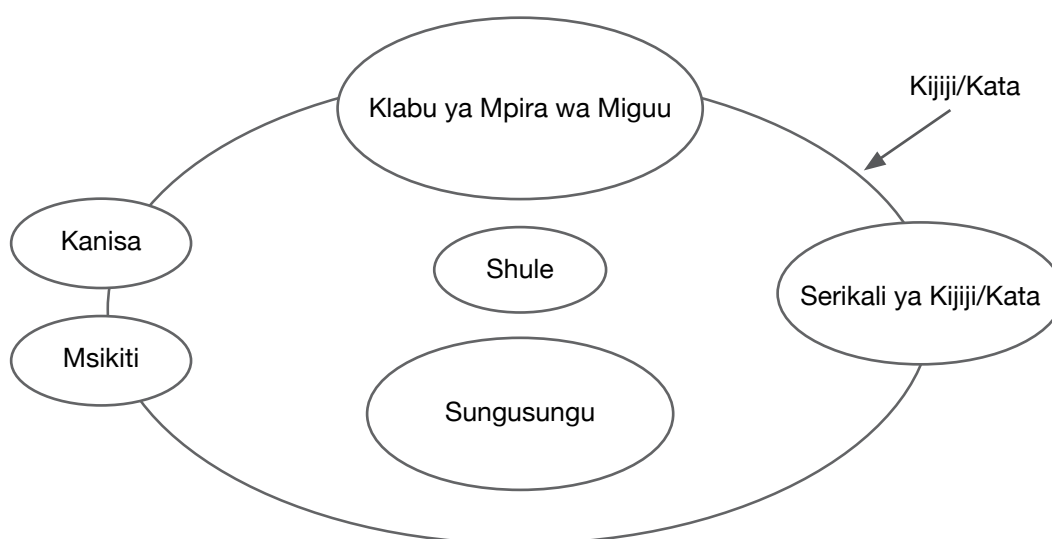 Klabu ya Mpira wa Miguu
Kijiji/Kata
Kanisa
Shule
Serikali ya Kijiji/Kata
Msikiti
Sungusungu